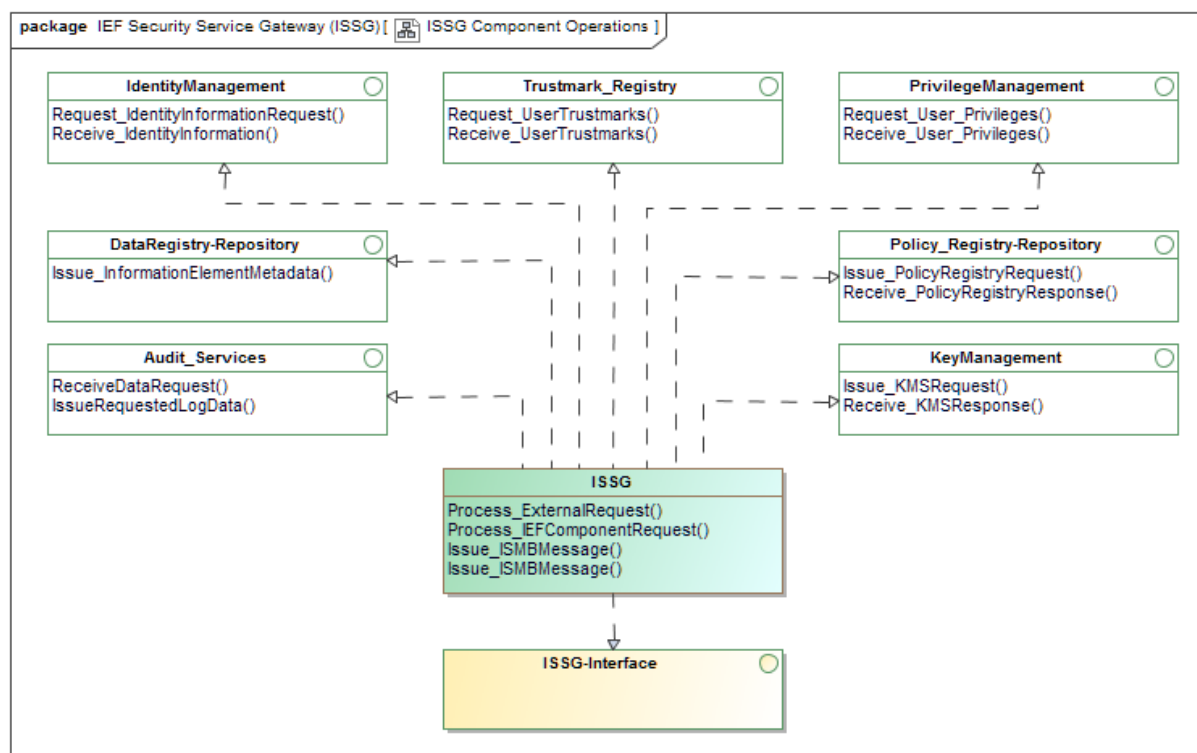 package IEF Security Service Gateway (ISSG)[ ISSG Component Operations ]
IdentityManagement
Request_IdentityInformationRequest()
Receive_IdentityInformation()
Trustmark_Registry
Request_UserTrustmarks()
Receive_UserTrustmarks()
PrivilegeManagement
Request_User_Privileges()
Receive_User_Privileges()
DataRegistry-Repository
Issue_InformationElementMetadata()
Policy_Registry-Repository
Issue_PolicyRegistryRequest()
Receive_PolicyRegistryResponse()
Audit_Services
ReceiveDataRequest()
IssueRequestedLogData()
KeyManagement
Issue_KMSRequest()
Receive_KMSResponse()
ISSG
Process_ExternalRequest()
Process_IEFComponentRequest()
Issue_ISMBMessage()
Issue_ISMBMessage()
ISSG-Interface